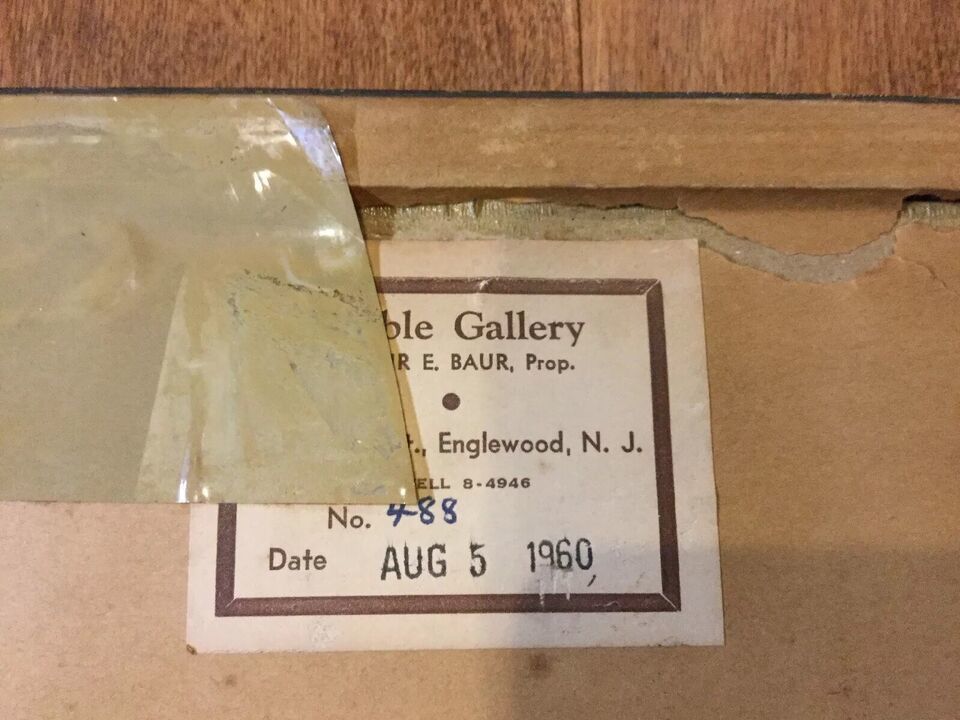 ble Gallery
R E. BAUR, Prop.
t., Englewood, N. J.
ELL 8-4946
No. 488
Date AUG 5 1960